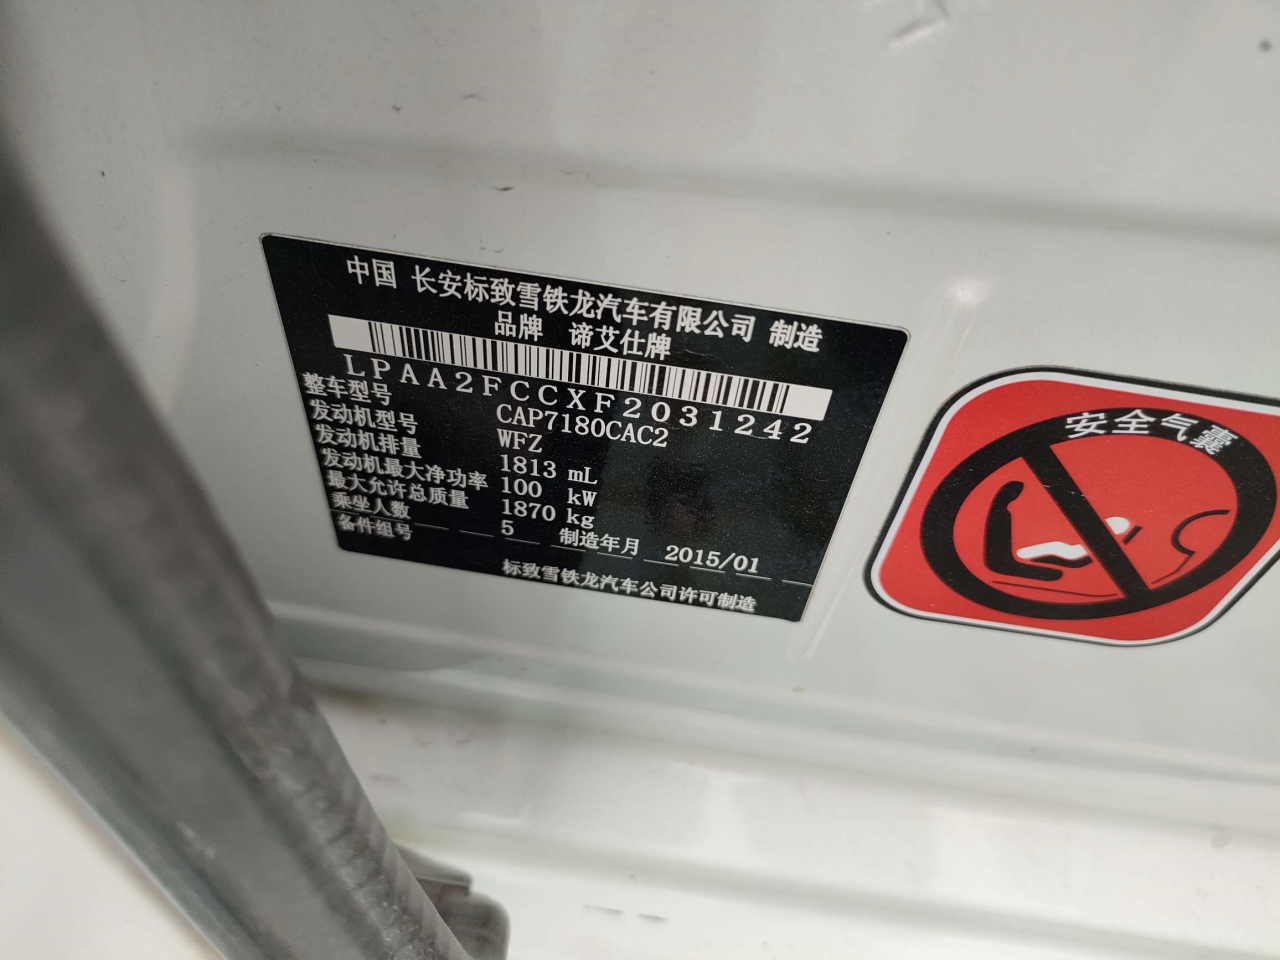 中国 长安标致雪铁龙汽车有限公司 制造
品牌 谛艾仕牌
LPAA2FCCXF2031242
整车型号 CAP7180CAC2
发动机型号 WFZ
发动机排量 1813 mL
发动机最大净功率 100 kW
最大允许总质量 1870 kg
乘坐人数 5 制造年月 2015/01
备件组号
标致雪铁龙汽车公司许可制造
安全气囊